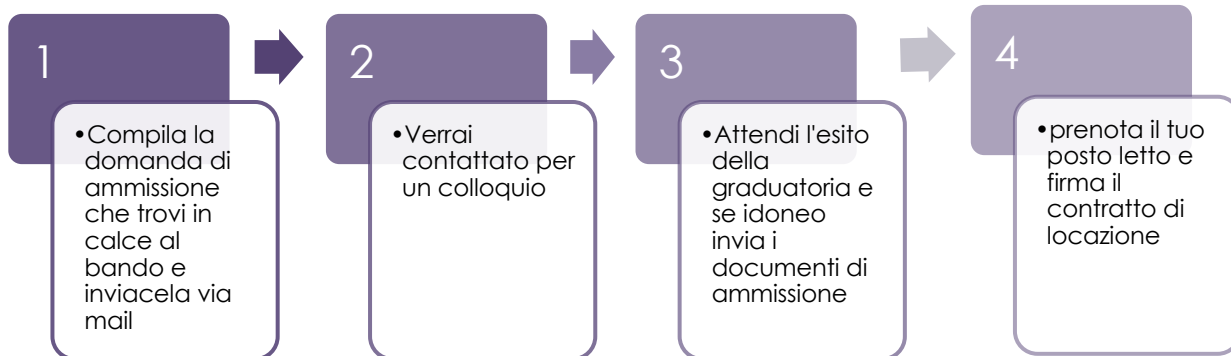 1
•Compila la
domanda di
ammissione
che trovi in
calce al
bando e
inviacela via
mail
2
•Verrai
contattato per
un colloquio
3
•Attendi l'esito
della
graduatoria e
se idoneo
invia i
documenti di
ammissione
4
•prenota il tuo
posto letto e
firma il
contratto di
locazione